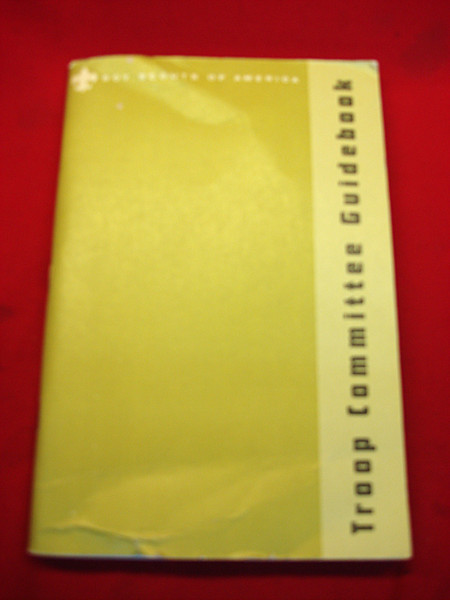 BOY SCOUTS OF AMERICA
Troop Committee Guidebook